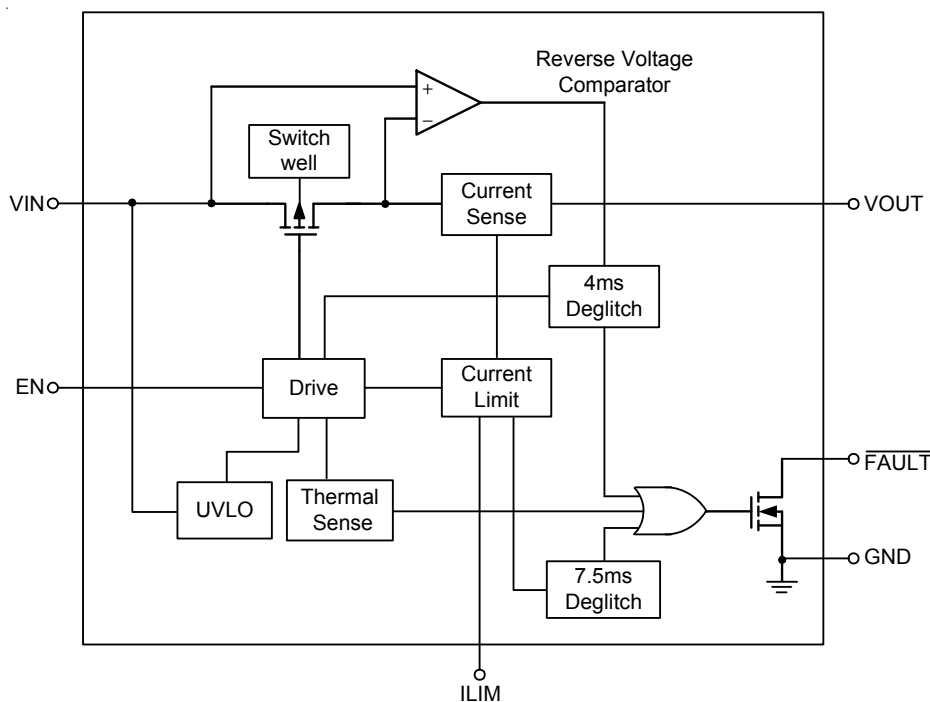 Reverse Voltage
Comparator
+
−
Switch
well
VIN
Current
Sense
VOUT
4ms
Deglitch
EN
Drive
Current
Limit
FAULT
UVLO
Thermal
Sense
GND
7.5ms
Deglitch
ILIM